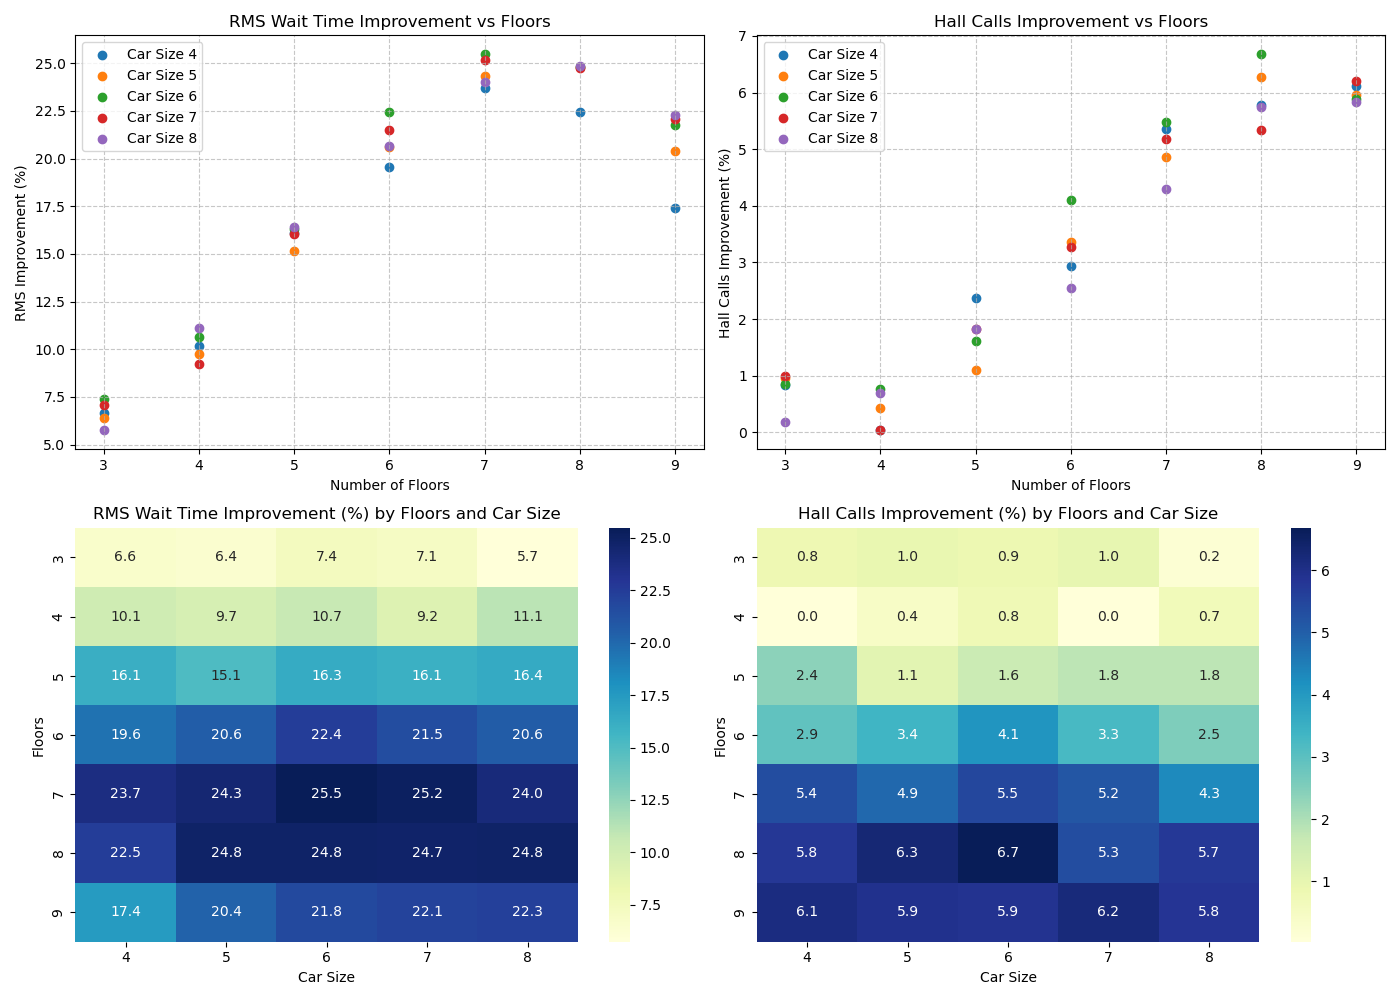 RMS Wait Time Improvement vs Floors
RMS Improvement (%)
25.0
22.5
20.0
17.5
15.0
12.5
10.0
7.5
5.0
Car Size 4
Car Size 5
Car Size 6
Car Size 7
Car Size 8
3 4 5 6 7 8 9
Number of Floors
Hall Calls Improvement vs Floors
Hall Calls Improvement (%)
7
6
5
4
3
2
1
0
Car Size 4
Car Size 5
Car Size 6
Car Size 7
Car Size 8
3 4 5 6 7 8 9
Number of Floors
RMS Wait Time Improvement (%) by Floors and Car Size
Floors
3 6.6 6.4 7.4 7.1 5.7
4 10.1 9.7 10.7 9.2 11.1
5 16.1 15.1 16.3 16.1 16.4
6 19.6 20.6 22.4 21.5 20.6
7 23.7 24.3 25.5 25.2 24.0
8 22.5 24.8 24.8 24.7 24.8
9 17.4 20.4 21.8 22.1 22.3
4 5 6 7 8
Car Size
25.0
22.5
20.0
17.5
15.0
12.5
10.0
7.5
Hall Calls Improvement (%) by Floors and Car Size
Floors
3 0.8 1.0 0.9 1.0 0.2
4 0.0 0.4 0.8 0.0 0.7
5 2.4 1.1 1.6 1.8 1.8
6 2.9 3.4 4.1 3.3 2.5
7 5.4 4.9 5.5 5.2 4.3
8 5.8 6.3 6.7 5.3 5.7
9 6.1 5.9 5.9 6.2 5.8
4 5 6 7 8
Car Size
6
5
4
3
2
1